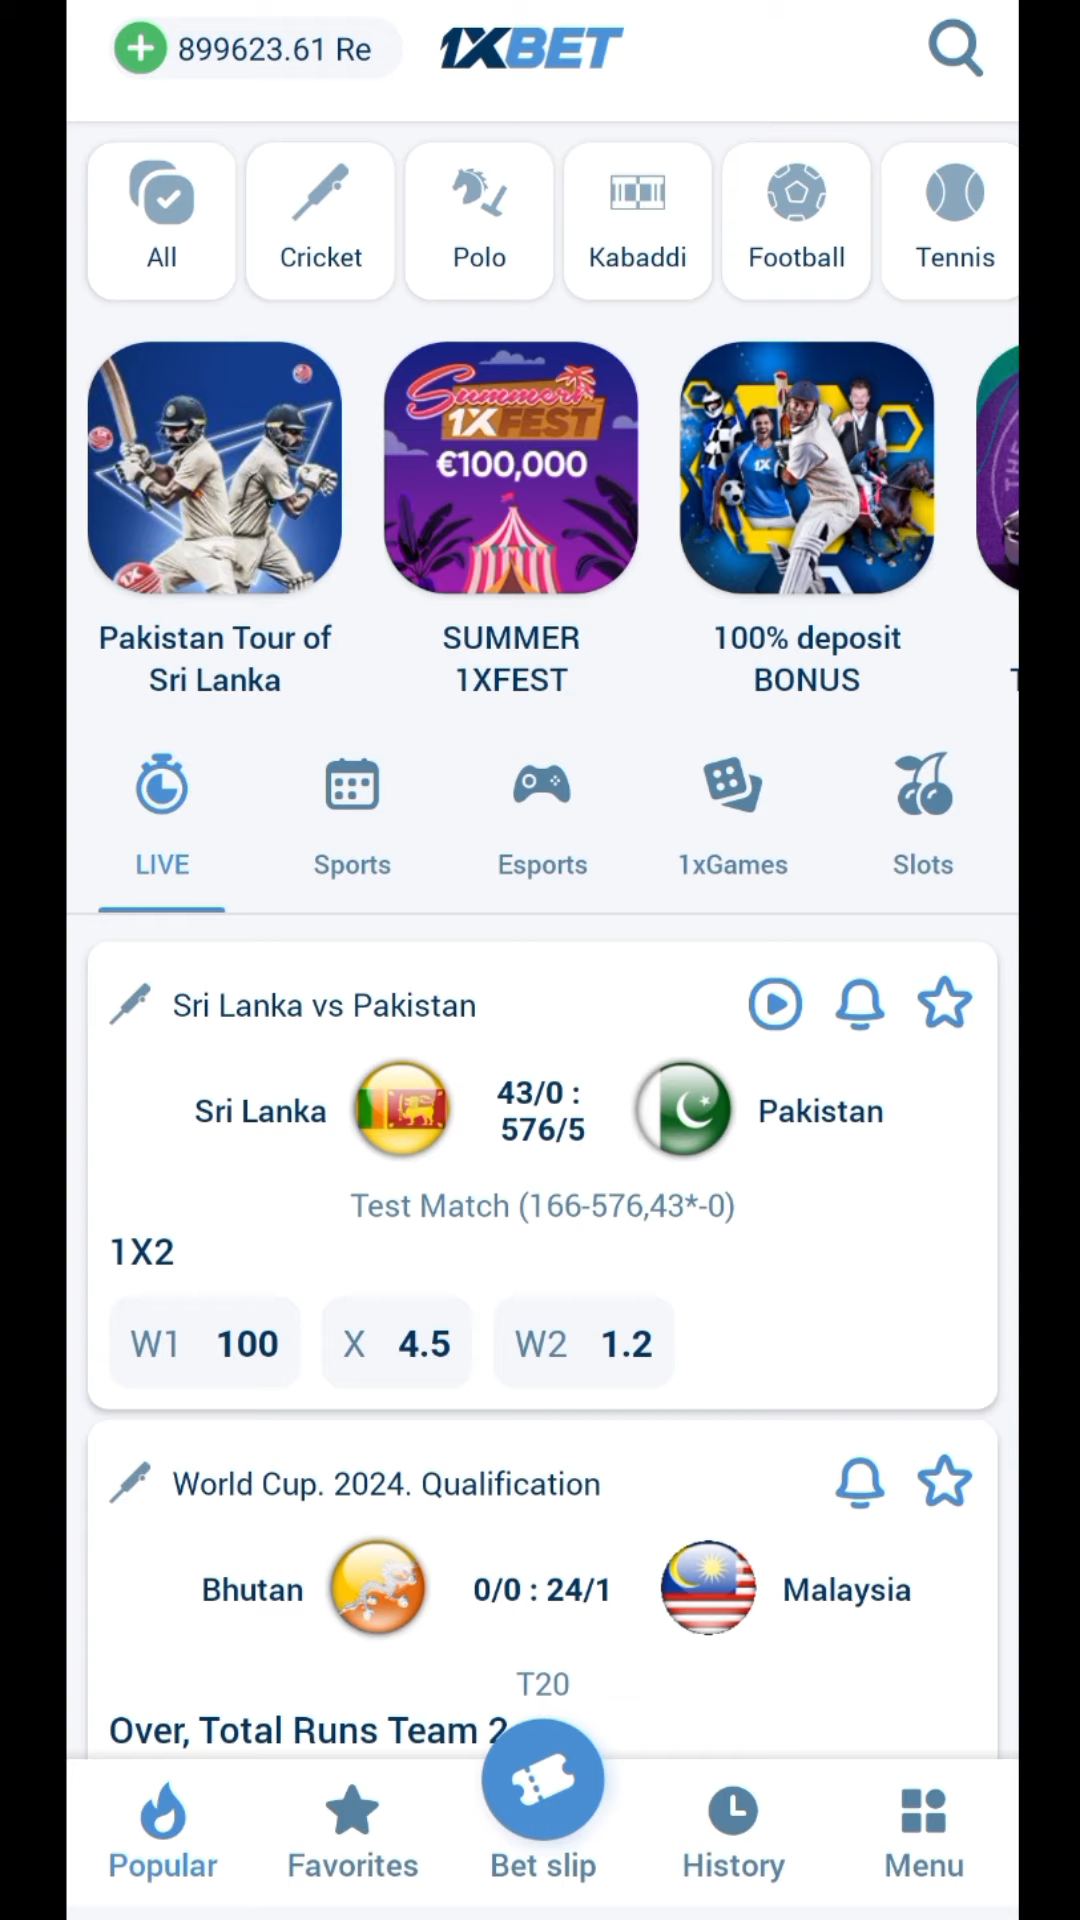 899623.61 Re
1XBET
All
Cricket
Polo
Kabaddi
Football
Tennis
Summer
1XFEST
€100,000
1X
1X
THE
Pakistan Tour of
Sri Lanka
SUMMER
1XFEST
100% deposit
BONUS
LIVE
Sports
Esports
1xGames
Slots
Sri Lanka vs Pakistan
Sri Lanka
43/0 :
576/5
Pakistan
Test Match (166-576,43*-0)
1X2
W1 100
X 4.5
W2 1.2
World Cup. 2024. Qualification
Bhutan
0/0 : 24/1
Malaysia
T20
Over, Total Runs Team 2
Popular
Favorites
Bet slip
History
Menu